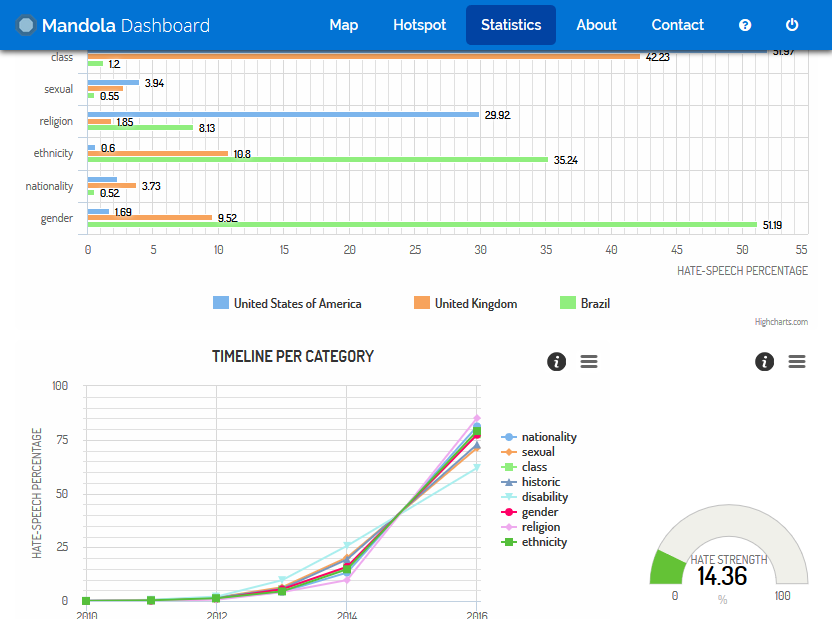 Mandola Dashboard Map Hotspot Statistics About Contact ?
51.97
class 42.23
1.2
sexual 3.94
0.55
religion 29.92
1.85
8.13
ethnicity 0.6
10.8
35.24
nationality 3.73
0.52
gender 1.69
9.52
51.19
0 5 10 15 20 25 30 35 40 45 50 55
HATE-SPEECH PERCENTAGE
United States of America United Kingdom Brazil
Highcharts.com
TIMELINE PER CATEGORY
HATE-SPEECH PERCENTAGE
100
75
50
25
0
2010 2012 2014 2016
nationality
sexual
class
historic
disability
gender
religion
ethnicity
HATE STRENGTH
14.36
0 % 100